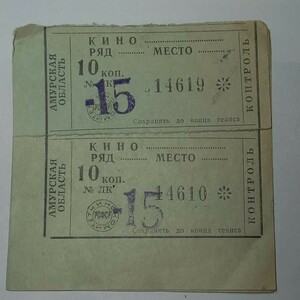 АМУРСКАЯ ОБЛАСТЬ
КИНО
РЯД МЕСТО
10 коп.
-15
14619
Сохранять до конца сеанса
КОНТРОЛЬ
АМУРСКАЯ ОБЛАСТЬ
КИНО
РЯД МЕСТО
10 коп.
№ ЛК
14610
-15
РСФСР
Сохранять до конца сеанса
КОНТРОЛЬ